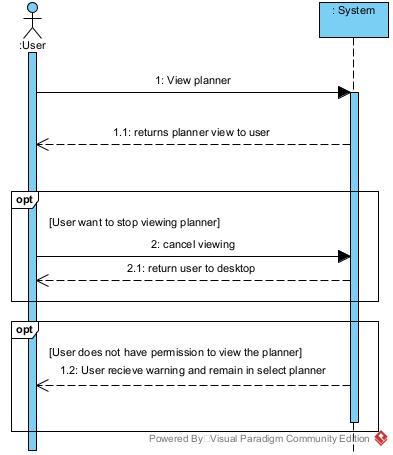 : System
:User
1: View planner
1.1: returns planner view to user
opt
[User want to stop viewing planner]
2: cancel viewing
2.1: return user to desktop
opt
[User does not have permission to view the planner]
1.2: User recieve warning and remain in select planner
Powered By Visual Paradigm Community Edition